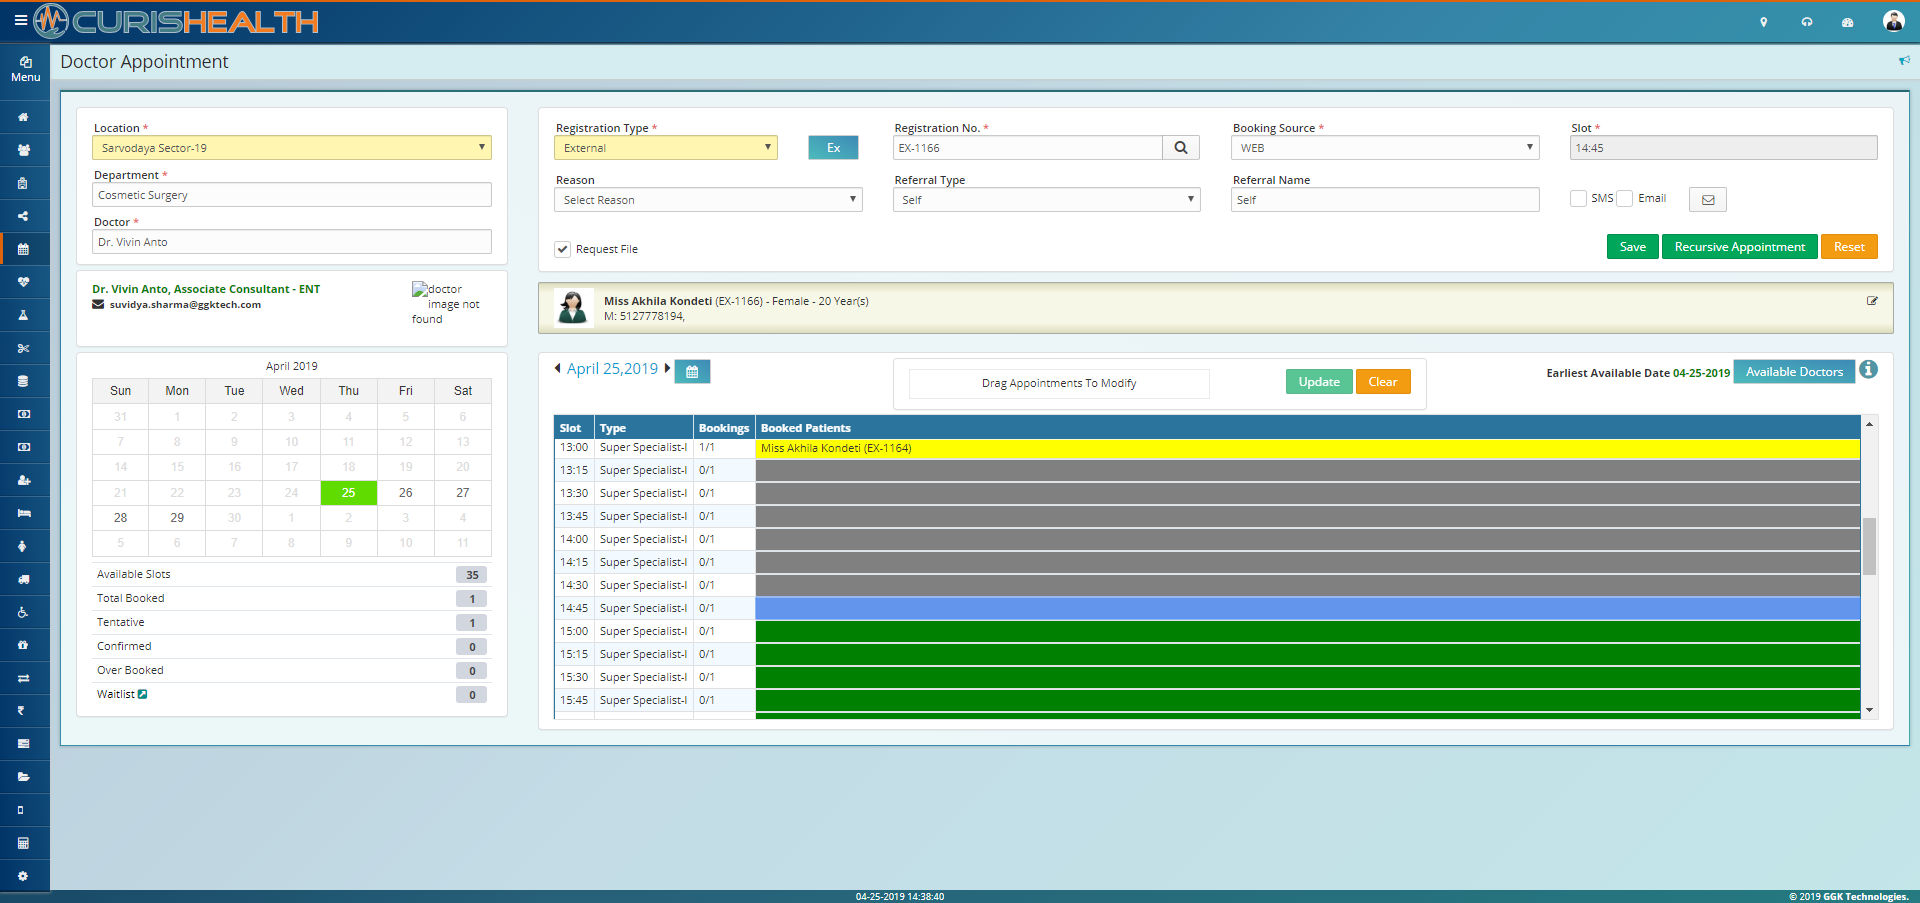 CURISHEALTH
Menu
Doctor Appointment
Location *
Sarvodaya Sector-19
Department *
Cosmetic Surgery
Doctor *
Dr. Vivin Anto
Dr. Vivin Anto, Associate Consultant - ENT
suvidya.sharma@ggktech.com
doctor
image not
found
April 2019
Sun Mon Tue Wed Thu Fri Sat
31 1 2 3 4 5 6
7 8 9 10 11 12 13
14 15 16 17 18 19 20
21 22 23 24 25 26 27
28 29 30 1 2 3 4
5 6 7 8 9 10 11
Available Slots 35
Total Booked 1
Tentative 1
Confirmed 0
Over Booked 0
Waitlist 0
Registration Type * Registration No. * Booking Source * Slot *
External Ex EX-1166 WEB 14:45
Reason Referral Type Referral Name
Select Reason Self Self SMS Email
Request File Save Recursive Appointment Reset
Miss Akhila Kondeti (EX-1166) - Female - 20 Year(s)
M: 5127778194,
April 25,2019 Drag Appointments To Modify Update Clear Earliest Available Date 04-25-2019 Available Doctors
Slot Type Bookings Booked Patients
13:00 Super Specialist-I 1/1 Miss Akhila Kondeti (EX-1164)
13:15 Super Specialist-I 0/1
13:30 Super Specialist-I 0/1
13:45 Super Specialist-I 0/1
14:00 Super Specialist-I 0/1
14:15 Super Specialist-I 0/1
14:30 Super Specialist-I 0/1
14:45 Super Specialist-I 0/1
15:00 Super Specialist-I 0/1
15:15 Super Specialist-I 0/1
15:30 Super Specialist-I 0/1
15:45 Super Specialist-I 0/1
04-25-2019 14:38:40
© 2019 GGK Technologies.